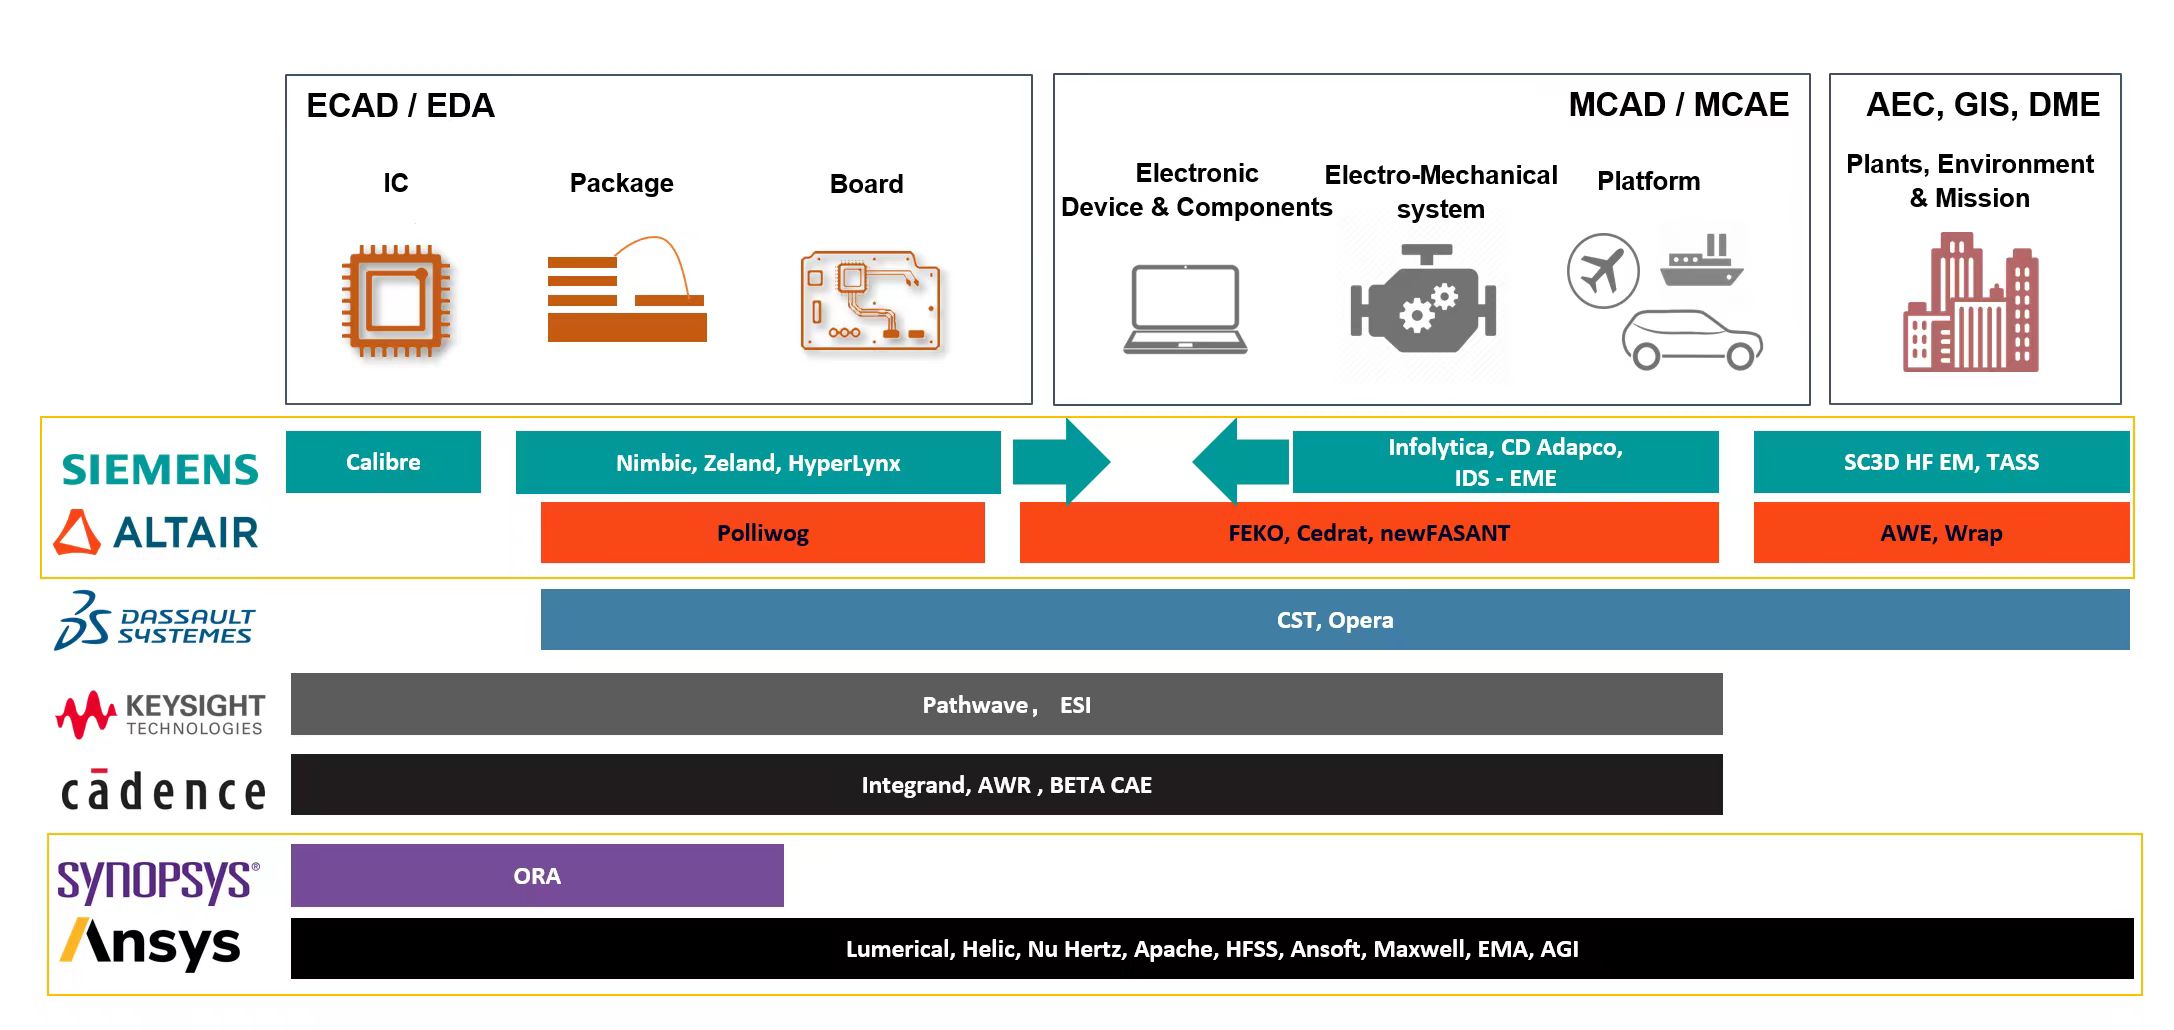 ECAD / EDA
MCAD / MCAE
AEC, GIS, DME
IC
Package
Board
Electronic
Device & Components
Electro-Mechanical
system
Platform
Plants, Environment
& Mission
SIEMENS
Calibre
Nimbic, Zeland, HyperLynx
Infolytica, CD Adapco,
IDS - EME
SC3D HF EM, TASS
ALTAIR
Polliwog
FEKO, Cedrat, newFASANT
AWE, Wrap
DASSAULT
SYSTEMES
CST, Opera
KEYSIGHT
TECHNOLOGIES
Pathwave, ESI
cādence
Integrand, AWR , BETA CAE
SYNOPSYS®
ORA
Ansys
Lumerical, Helic, Nu Hertz, Apache, HFSS, Ansoft, Maxwell, EMA, AGI